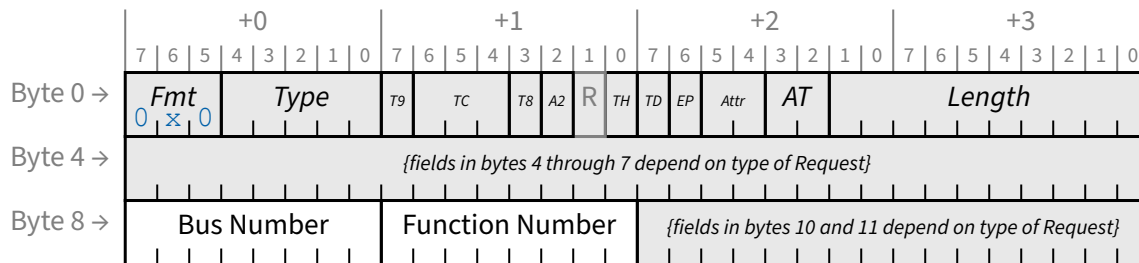 +0 +1 +2 +3
7 6 5 4 3 2 1 0 7 6 5 4 3 2 1 0 7 6 5 4 3 2 1 0 7 6 5 4 3 2 1 0
Byte 0 → Fmt Type T9 TC T8 A2 R TH TD EP Attr AT Length
0 x 0
Byte 4 → {fields in bytes 4 through 7 depend on type of Request}
Byte 8 → Bus Number Function Number {fields in bytes 10 and 11 depend on type of Request}